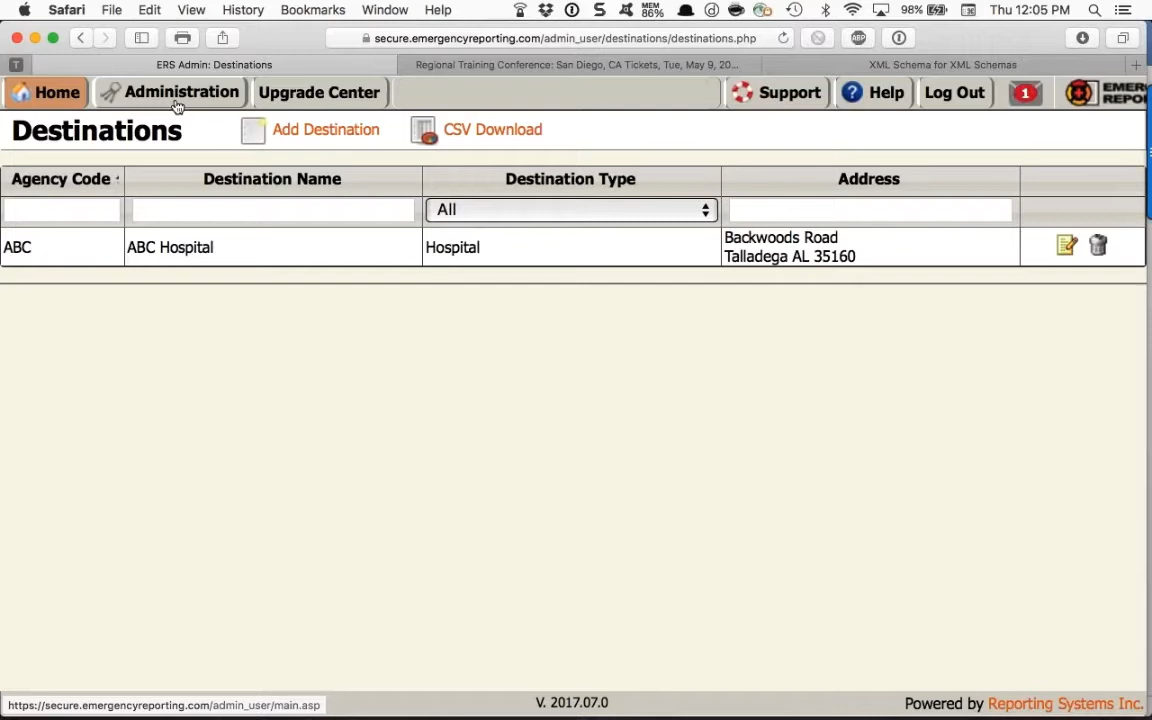 Safari File Edit View History Bookmarks Window Help MEM 86% 98% Thu 12:05 PM
secure.emergencyreporting.com/admin_user/destinations/destinations.php ABP
T ERS Admin: Destinations Regional Training Conference: San Diego, CA Tickets, Tue, May 9, 20... XML Schema for XML Schemas
Home Administration Upgrade Center Support Help Log Out 1
Destinations Add Destination CSV Download
Agency Code Destination Name Destination Type Address
All
ABC ABC Hospital Hospital Backwoods Road
Talladega AL 35160
https://secure.emergencyreporting.com/admin_user/main.asp V. 2017.07.0 Powered by Reporting Systems Inc.